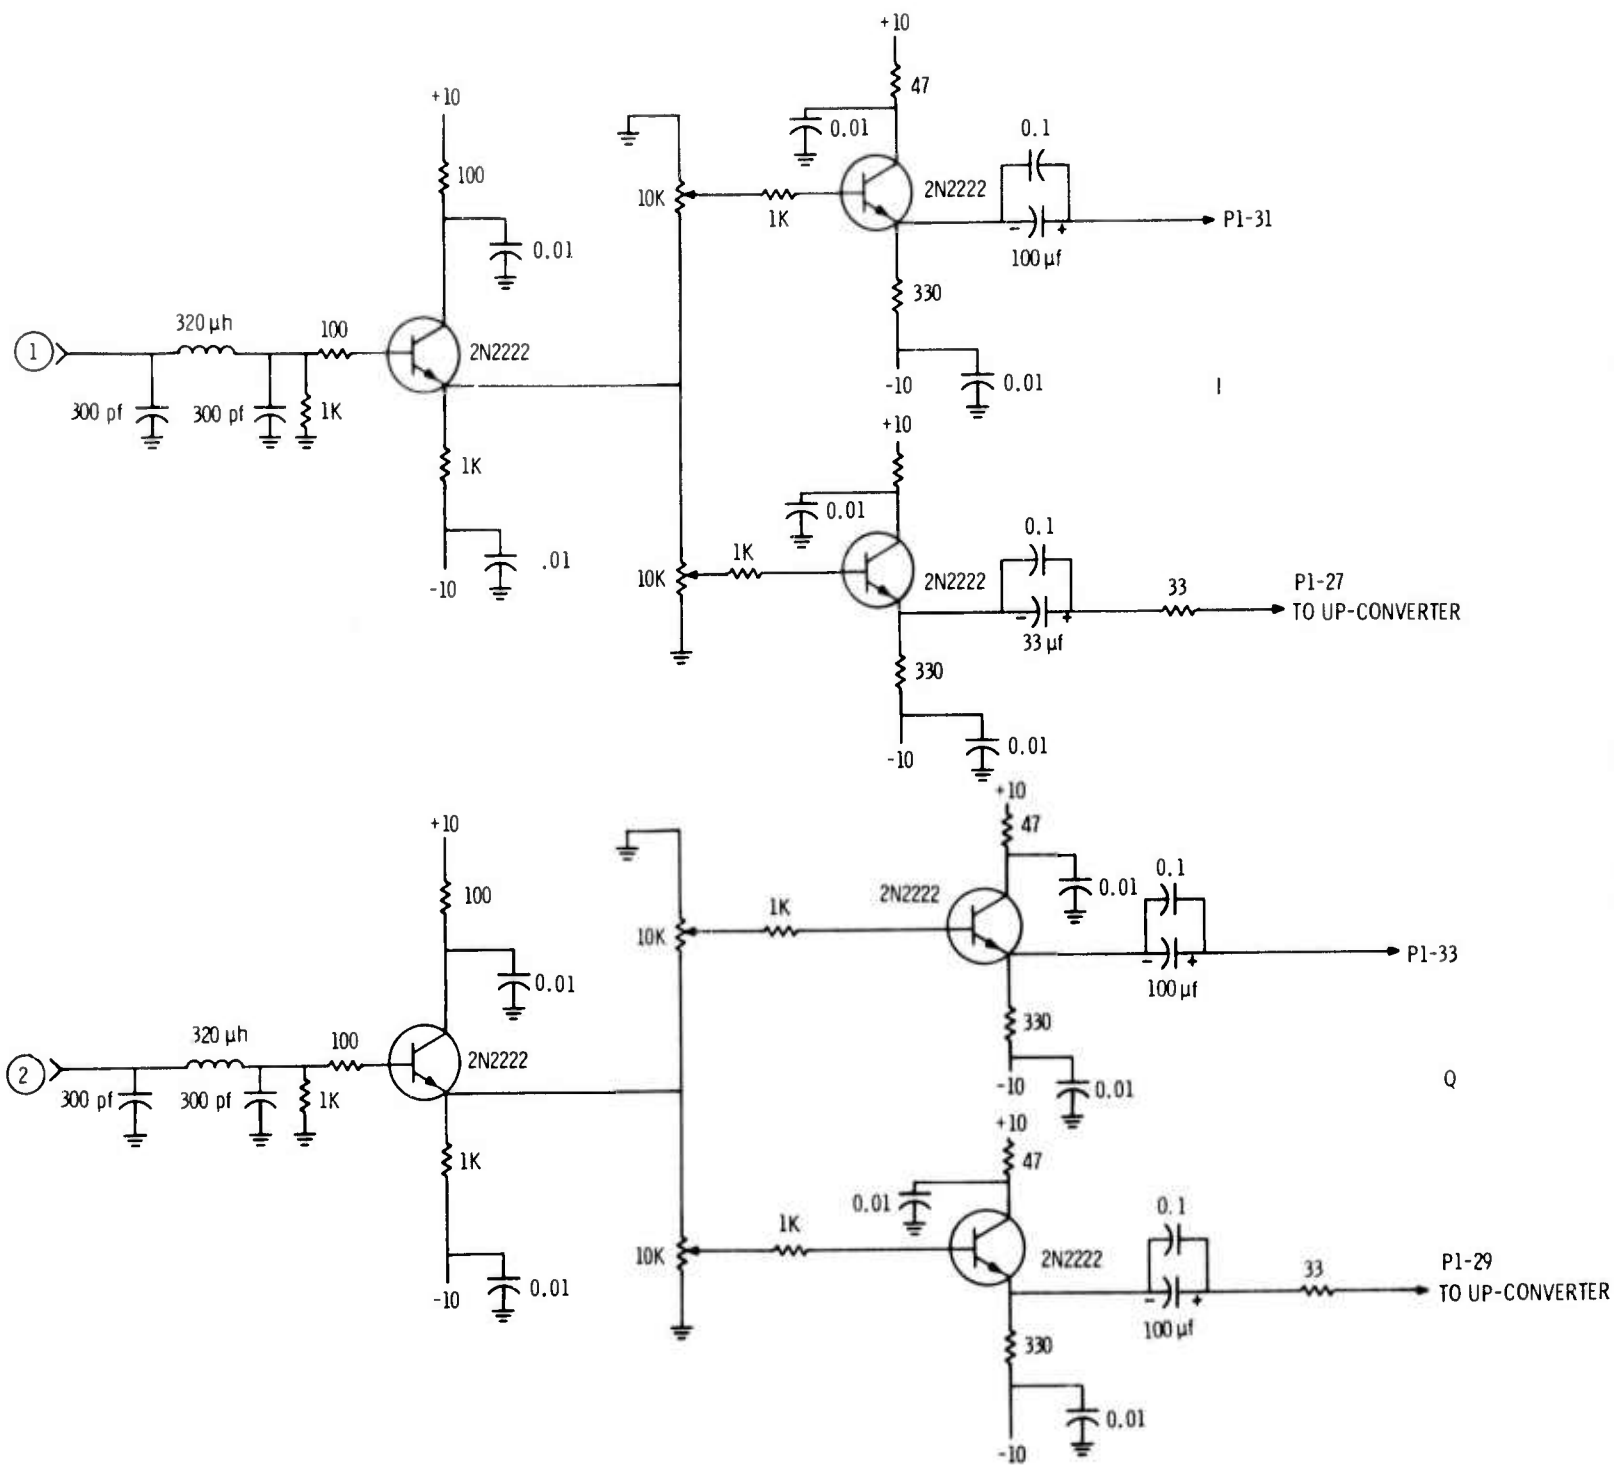 +10
47
0.01
0.1
+10
100
10K
1K
2N2222
P1-31
- +
100 µf
0.01
320 µh
100
330
1
2N2222
-10
0.01
I
300 pf
300 pf
1K
+10
1K
0.01
0.1
.01
1K
10K
2N2222
33
P1-27
TO UP-CONVERTER
-10
- +
33 µf
330
0.01
-10
+10
47
+10
0.1
100
2N2222
0.01
1K
10K
P1-33
- +
0.01
100 µf
320 µh
330
100
2N2222
2
-10
0.01
Q
300 pf
300 pf
1K
+10
1K
47
0.01
0.1
1K
10K
2N2222
33
P1-29
TO UP-CONVERTER
0.01
-10
- +
100 µf
330
0.01
-10